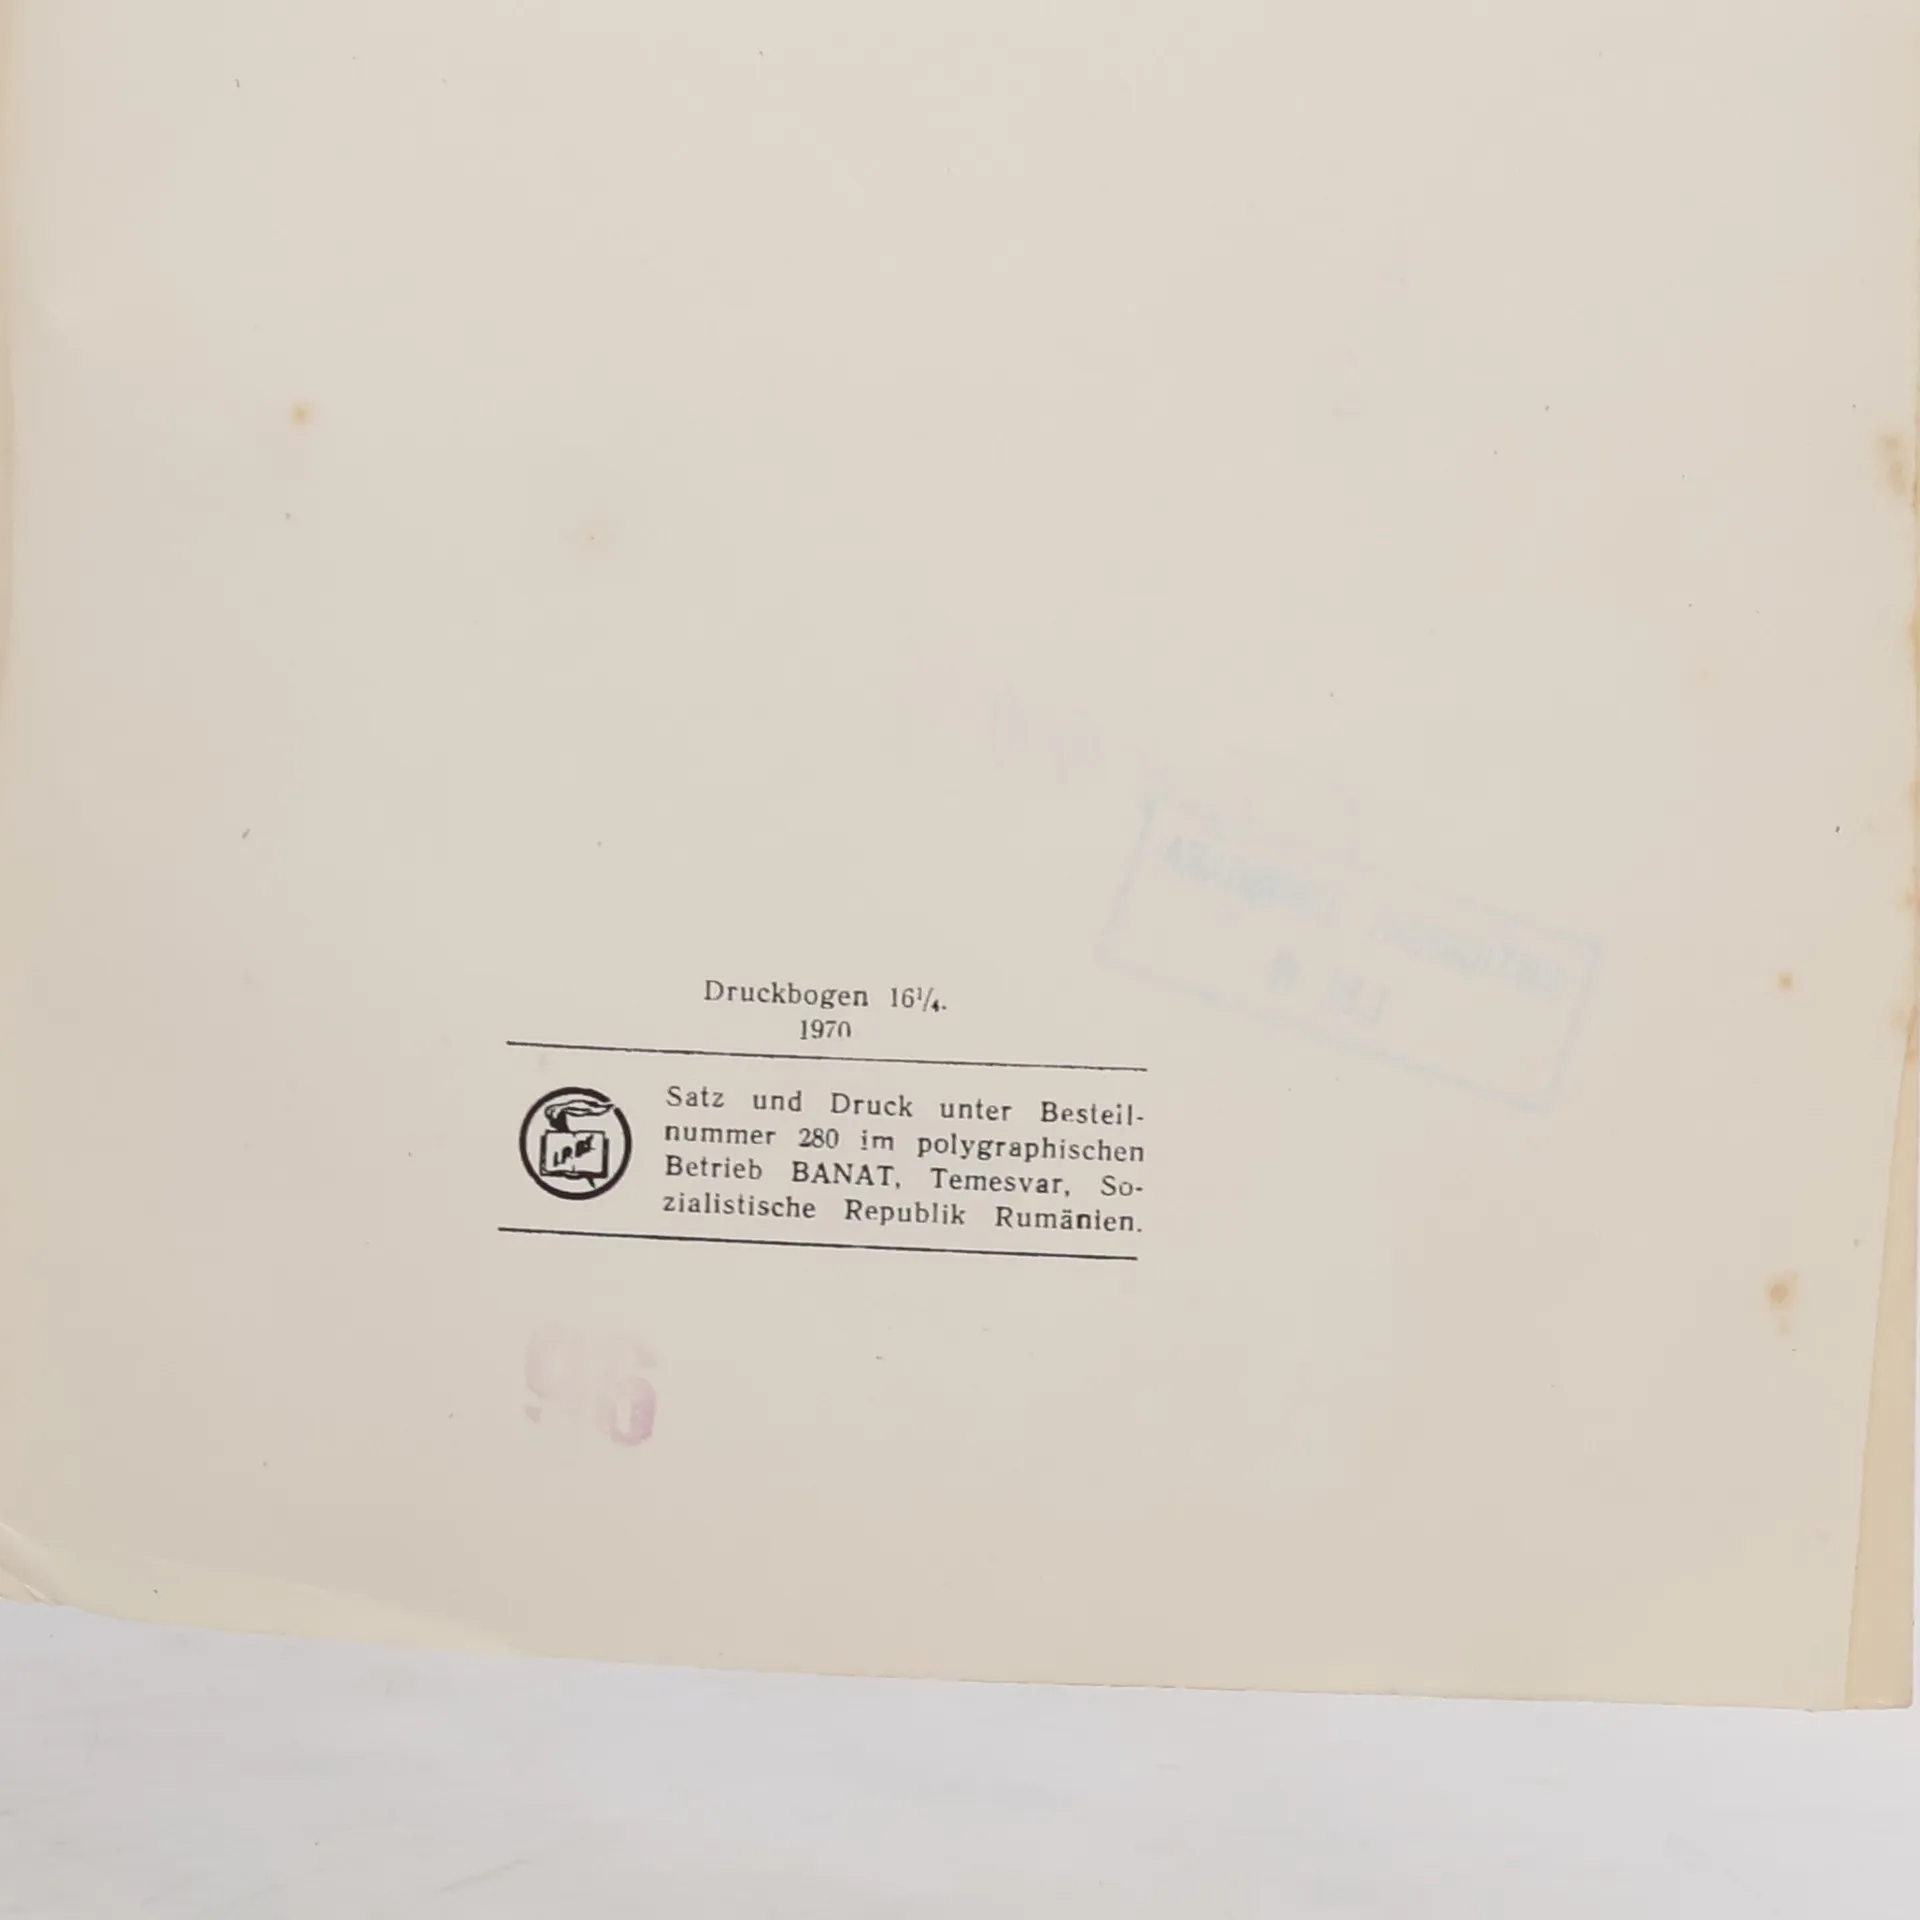 Druckbogen 16¹/₄.
1970
Satz und Druck unter Besteil-
nummer 280 im polygraphischen
Betrieb BANAT, Temesvar, So-
zialistische Republik Rumänien.